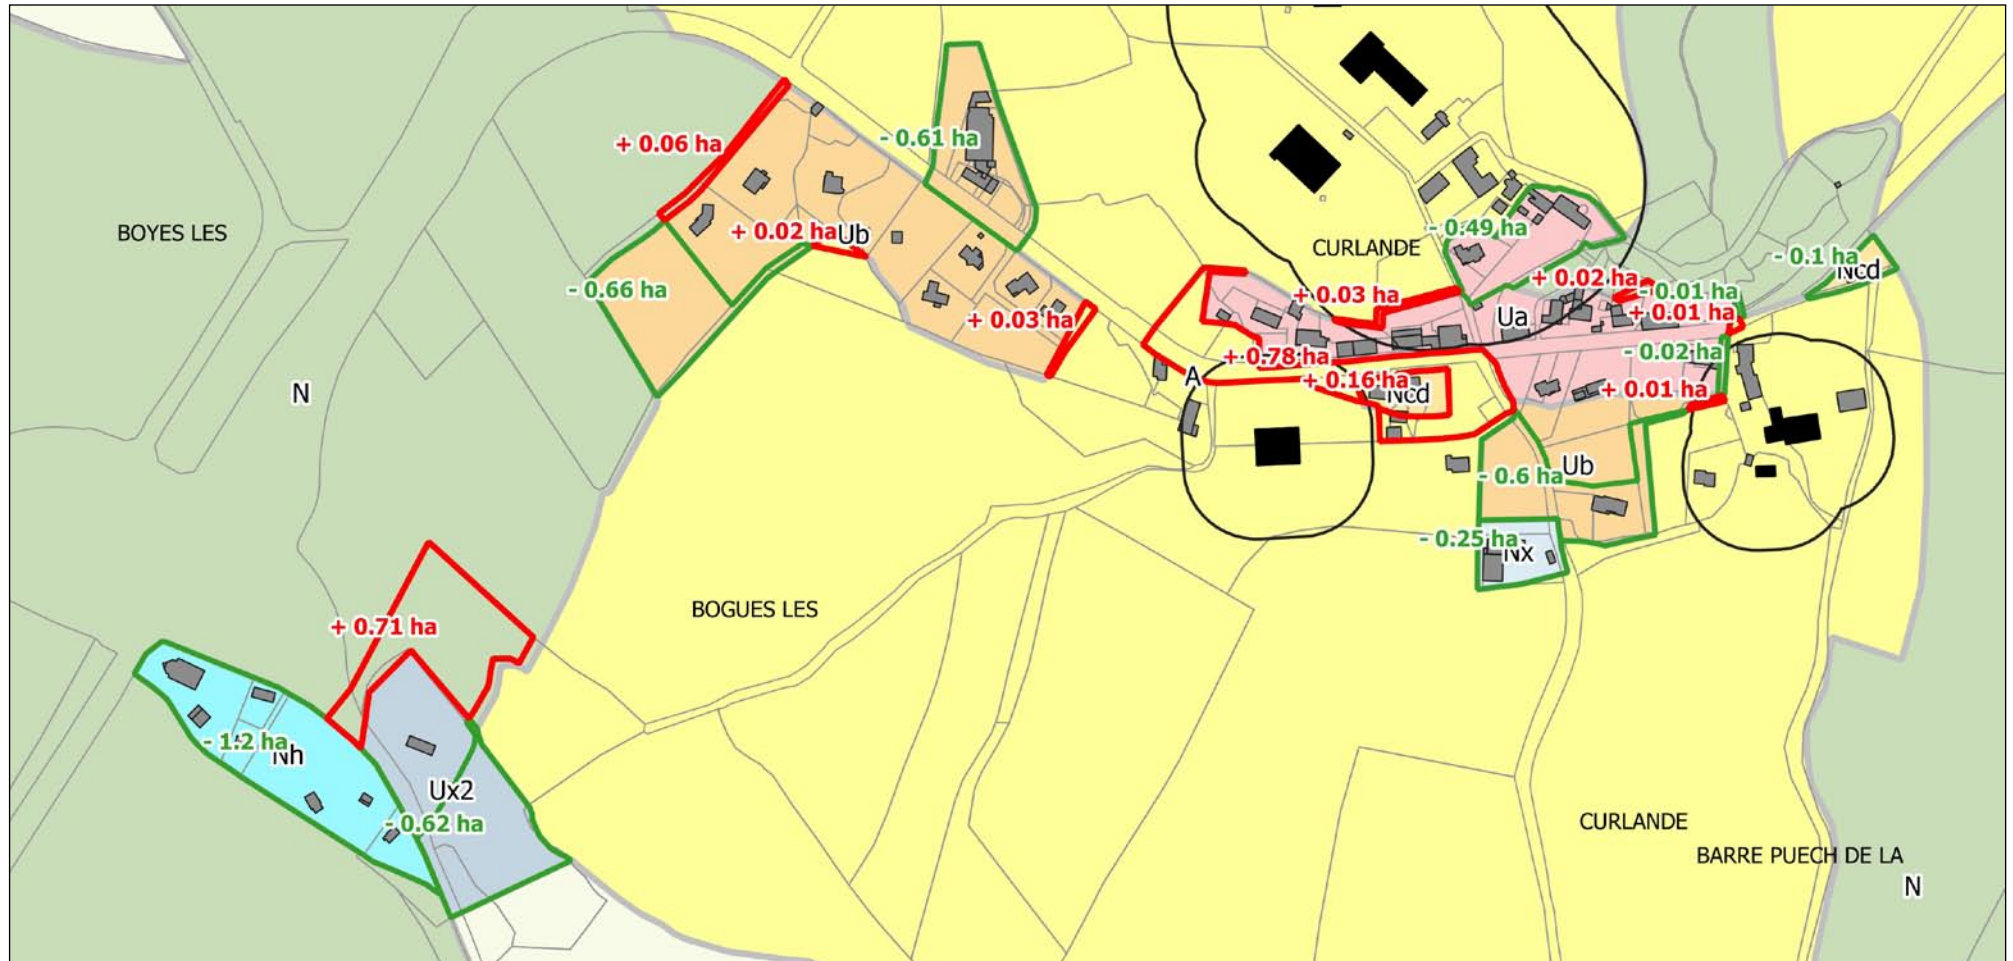 + 0.06 ha
- 0.61 ha
BOYES LES
+ 0.02 ha
Ub
- 0.66 ha
+ 0.03 ha
CURLANDE
- 0.49 ha
- 0.1 ha
Ncd
+ 0.02 ha
- 0.01 ha
+ 0.03 ha
Ua
+ 0.01 ha
+ 0.78 ha
- 0.02 ha
A
+ 0.16 ha
Ncd
+ 0.01 ha
N
- 0.6 ha
Ub
- 0.25 ha
Nx
BOGUES LES
+ 0.71 ha
- 1.2 ha
Nh
Ux2
- 0.62 ha
CURLANDE
BARRE PUECH DE LA
N